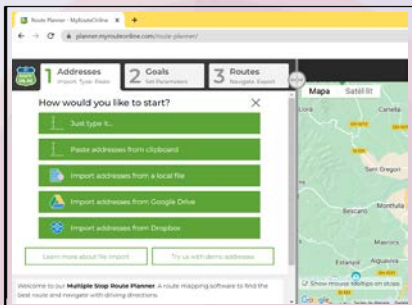 Route Planner - MyRouteOnline
planner.myrouteonline.com/route-planner/
1 Addresses
Import, Type, Paste
2 Goals
Set Parameters
3 Routes
Navigate, Export
How would you like to start?
Just type it...
Paste addresses from clipboard
Import addresses from a local file
Import addresses from Google Drive
Import addresses from Dropbox
Learn more about file import
Try us with demo addresses
Welcome to our Multiple Stop Route Planner. A route mapping software to find the
best route and navigate with driving directions.
Mapa
Satèl·lit
Canella
Sant Gregori
Bescanó
Montfullà
Estanyol
Aiguaviva
Show mouse tooltips on stops
Google